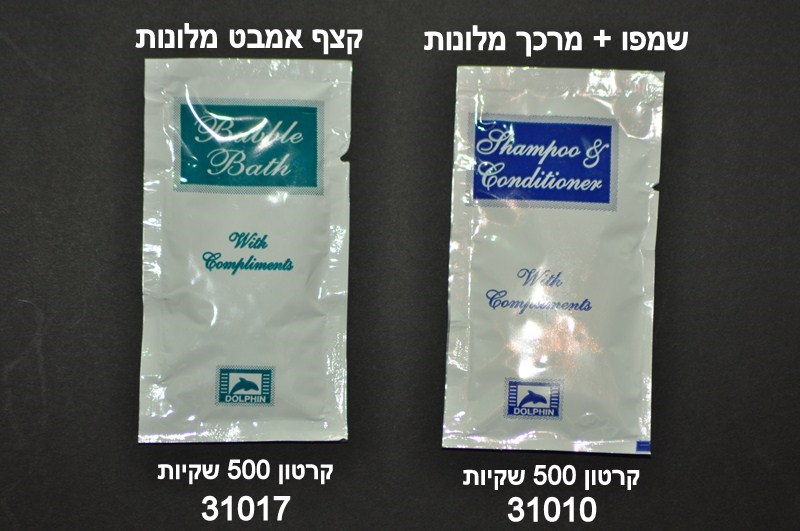 קצף אמבט מלונות
Bubble
Bath
With
Compliments
DOLPHIN
קרטון 500 שקיות
31017
שמפו + מרכך מלונות
Shampoo &
Conditioner
With
Compliments
DOLPHIN
קרטון 500 שקיות
31010